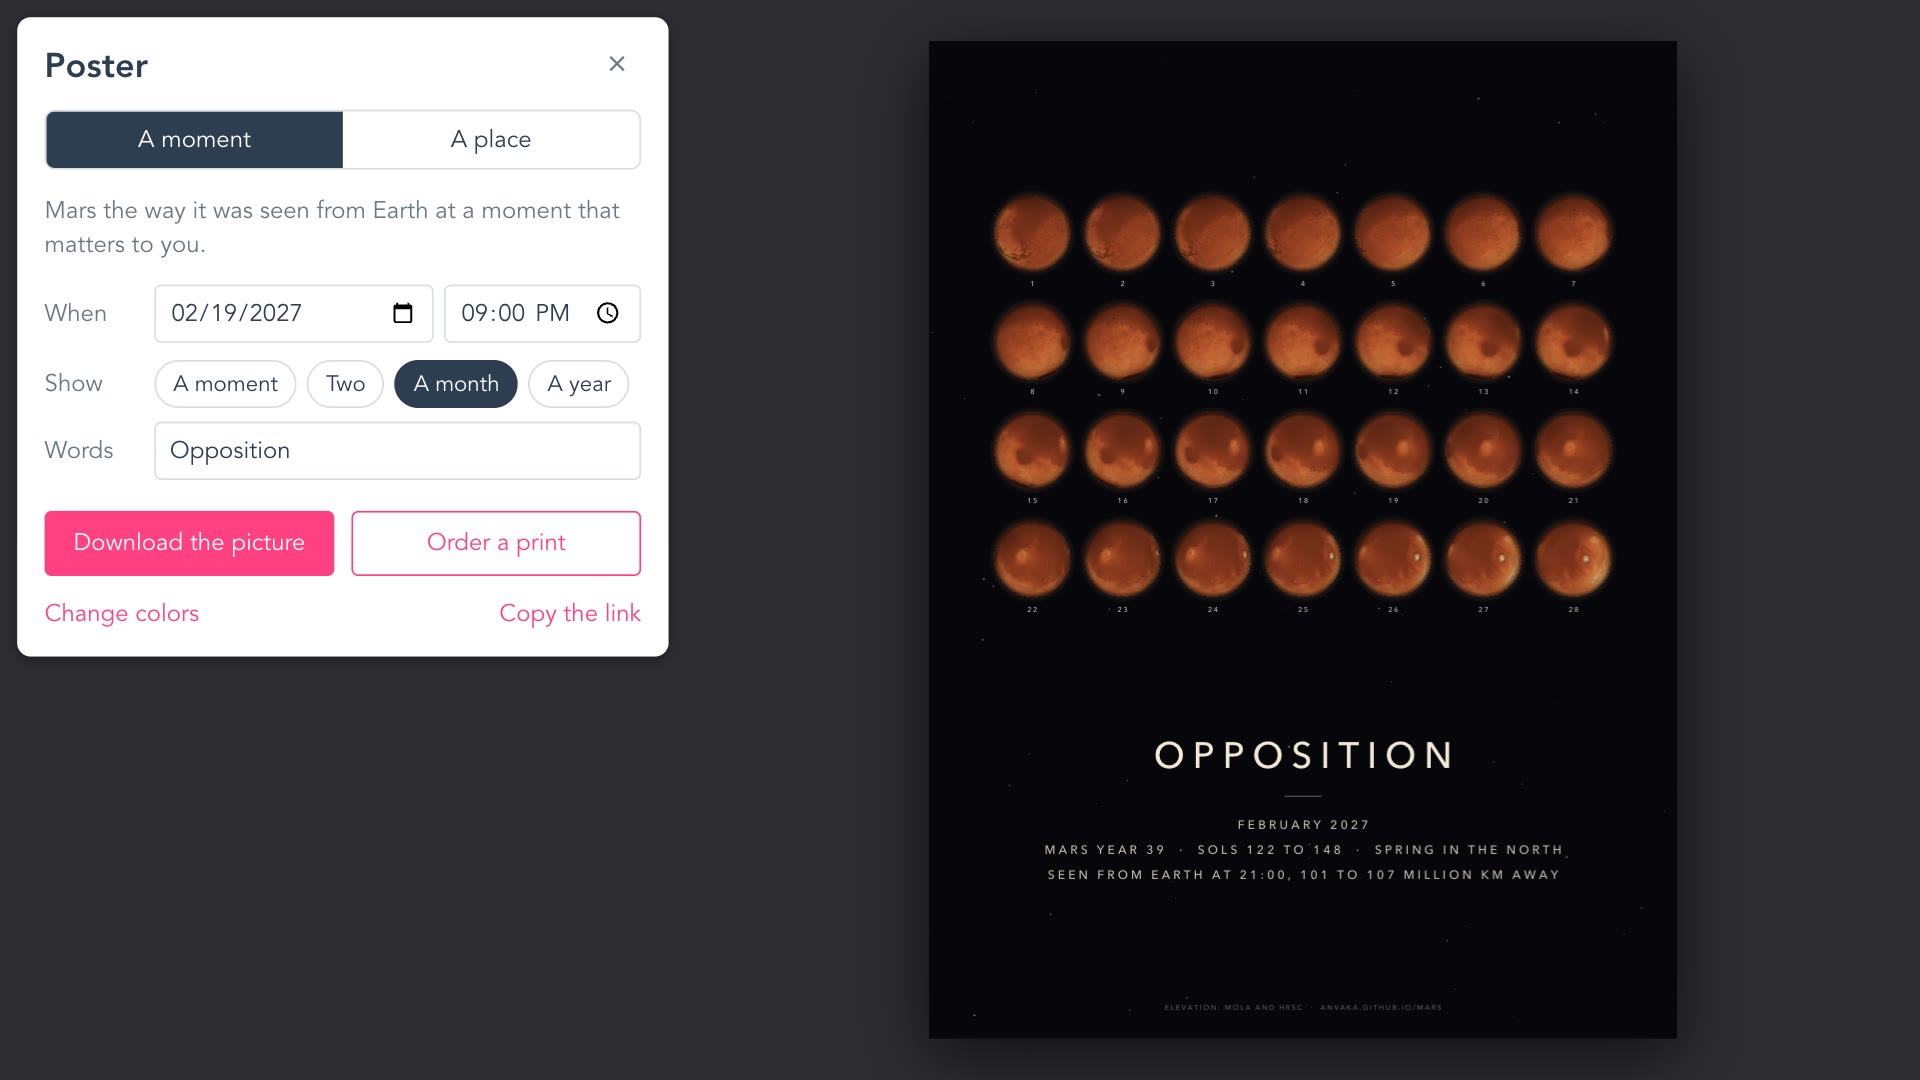 Poster
×
A moment
A place
Mars the way it was seen from Earth at a moment that
matters to you.
When
02/19/2027
09:00 PM
Show
A moment
Two
A month
A year
Words
Opposition
Download the picture
Order a print
Change colors
Copy the link
1 2 3 4 5 6 7
8 9 10 11 12 13 14
15 16 17 18 19 20 21
22 23 24 25 26 27 28
OPPOSITION
FEBRUARY 2027
MARS YEAR 39 · SOLS 122 TO 148 · SPRING IN THE NORTH
SEEN FROM EARTH AT 21:00, 101 TO 107 MILLION KM AWAY
ELEVATION: MOLA AND HRSC · ANVAKA.GITHUB.IO/MARS